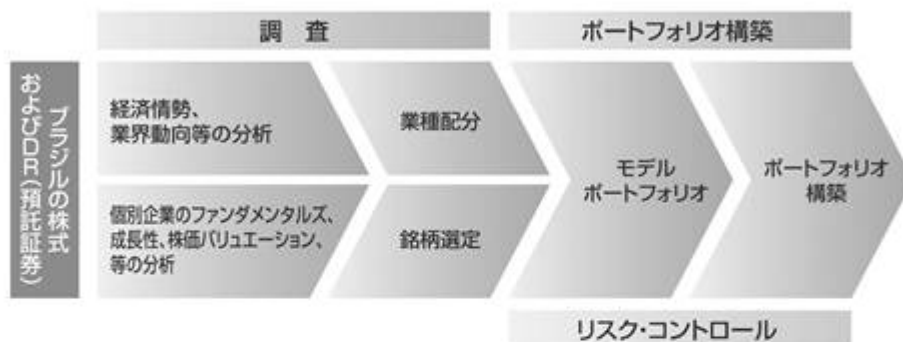 調 査
ポートフォリオ構築
ブラジルの株式
およびDR(預託証券)
経済情勢、
業界動向等の分析
業種配分
個別企業のファンダメンタルズ、
成長性、株価バリュエーション、
等の分析
銘柄選定
モデル
ポートフォリオ
ポートフォリオ
構築
リスク・コントロール